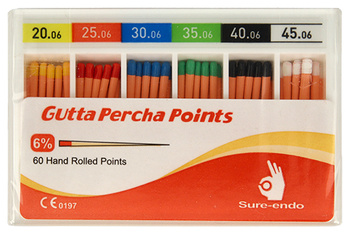 20.06 25.06 30.06 35.06 40.06 45.06
Gutta Percha Points
6%
60 Hand Rolled Points
CE 0197
Sure-endo